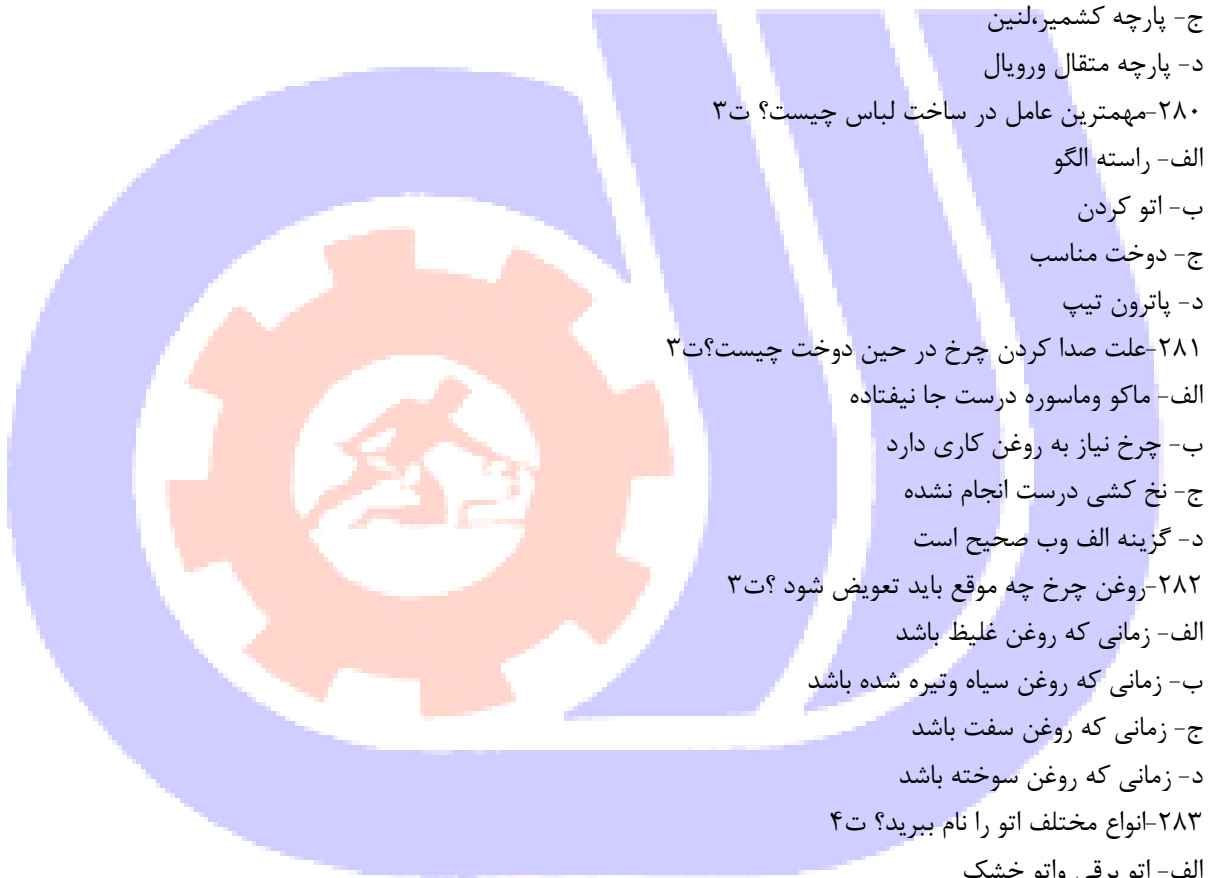 ج- پارچه کشمیر،لنین
د- پارچه متقال ورویال
۲۸۰-مهمترین عامل در ساخت لباس چیست؟ ت۳
الف- راسته الگو
ب- اتو کردن
ج- دوخت مناسب
د- پاترون تیپ
۲۸۱-علت صدا کردن چرخ در حین دوخت چیست؟ت۳
الف- ماکو وماسوره درست جا نیفتاده
ب- چرخ نیاز به روغن کاری دارد
ج- نخ کشی درست انجام نشده
د- گزینه الف وب صحیح است
۲۸۲-روغن چرخ چه موقع باید تعویض شود ؟ت۳
الف- زمانی که روغن غلیظ باشد
ب- زمانی که روغن سیاه وتیره شده باشد
ج- زمانی که روغن سفت باشد
د- زمانی که روغن سوخته باشد
۲۸۳-انواع مختلف اتو را نام ببرید؟ ت۴
الف- اتو برقی واتو خشک